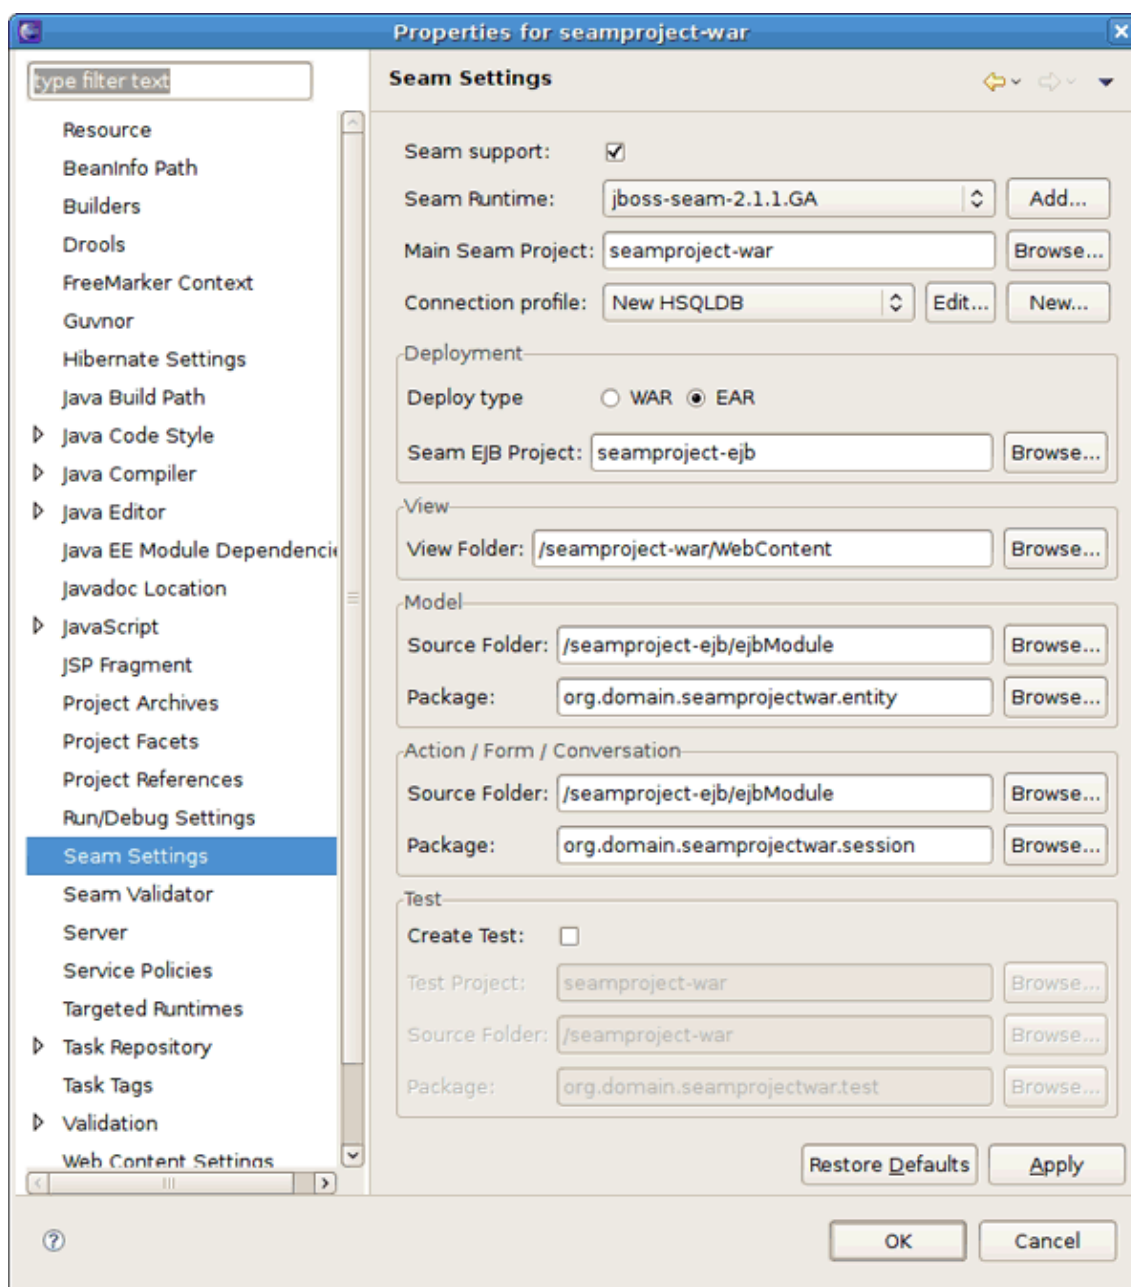 Properties for seamproject-war
type filter text
Resource
BeanInfo Path
Builders
Drools
FreeMarker Context
Guvnor
Hibernate Settings
Java Build Path
Java Code Style
Java Compiler
Java Editor
Java EE Module Dependencie
Javadoc Location
JavaScript
JSP Fragment
Project Archives
Project Facets
Project References
Run/Debug Settings
Seam Settings
Seam Validator
Server
Service Policies
Targeted Runtimes
Task Repository
Task Tags
Validation
Web Content Settings
Seam Settings
Seam support:
Seam Runtime: jboss-seam-2.1.1.GA Add...
Main Seam Project: seamproject-war Browse...
Connection profile: New HSQLDB Edit... New...
Deployment
Deploy type WAR EAR
Seam EJB Project: seamproject-ejb Browse...
View
View Folder: /seamproject-war/WebContent Browse...
Model
Source Folder: /seamproject-ejb/ejbModule Browse...
Package: org.domain.seamprojectwar.entity Browse...
Action / Form / Conversation
Source Folder: /seamproject-ejb/ejbModule Browse...
Package: org.domain.seamprojectwar.session Browse...
Test
Create Test:
Test Project: seamproject-war Browse...
Source Folder: /seamproject-war Browse...
Package: org.domain.seamprojectwar.test Browse...
Restore Defaults Apply
? OK Cancel